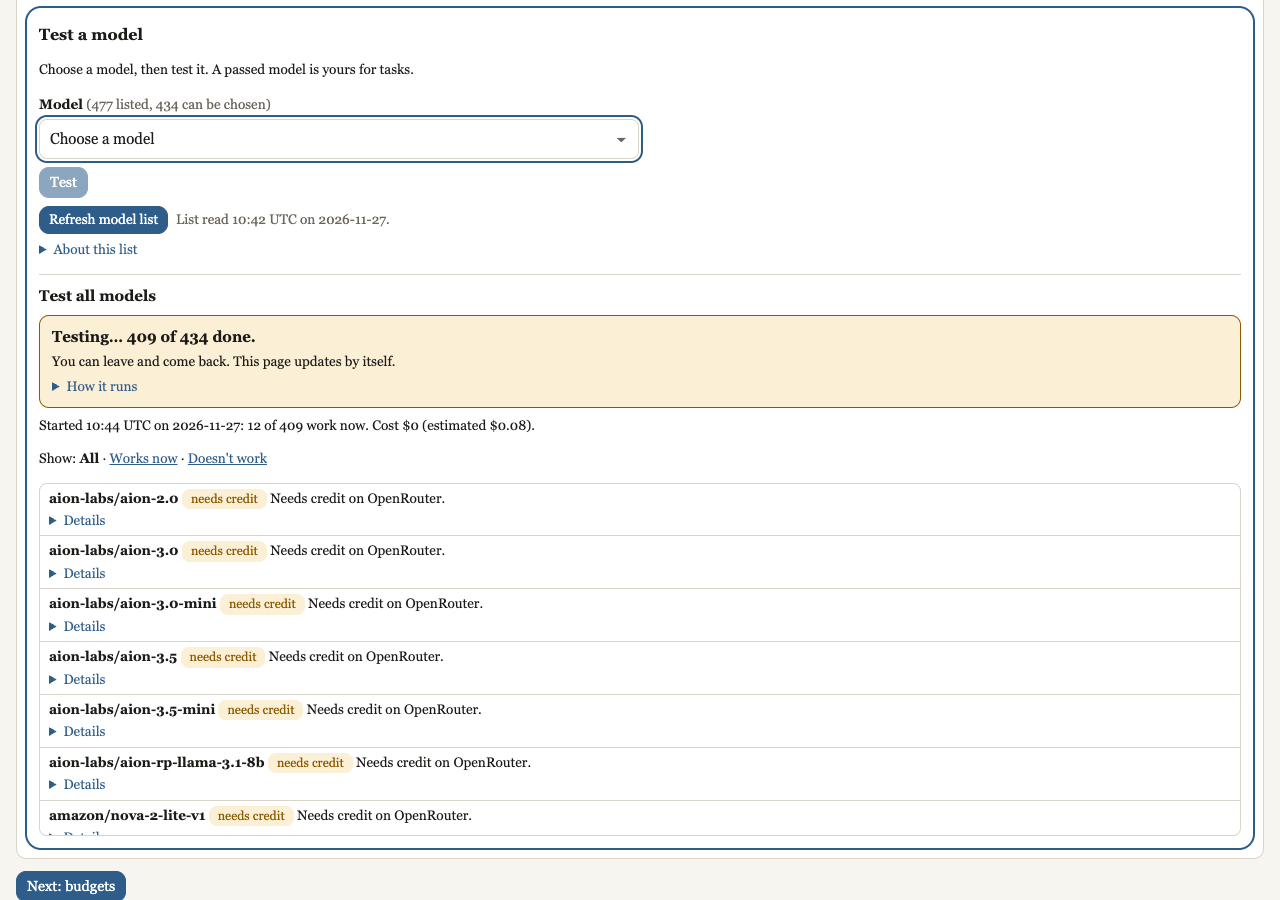 Test a model
Choose a model, then test it. A passed model is yours for tasks.
Model (477 listed, 434 can be chosen)
Choose a model
Test
Refresh model list List read 10:42 UTC on 2026-11-27.
About this list
Test all models
Testing... 409 of 434 done.
You can leave and come back. This page updates by itself.
How it runs
Started 10:44 UTC on 2026-11-27: 12 of 409 work now. Cost $0 (estimated $0.08).
Show: All · Works now · Doesn't work
aion-labs/aion-2.0 needs credit Needs credit on OpenRouter.
Details
aion-labs/aion-3.0 needs credit Needs credit on OpenRouter.
Details
aion-labs/aion-3.0-mini needs credit Needs credit on OpenRouter.
Details
aion-labs/aion-3.5 needs credit Needs credit on OpenRouter.
Details
aion-labs/aion-3.5-mini needs credit Needs credit on OpenRouter.
Details
aion-labs/aion-rp-llama-3.1-8b needs credit Needs credit on OpenRouter.
Details
amazon/nova-2-lite-v1 needs credit Needs credit on OpenRouter.
Details
Next: budgets